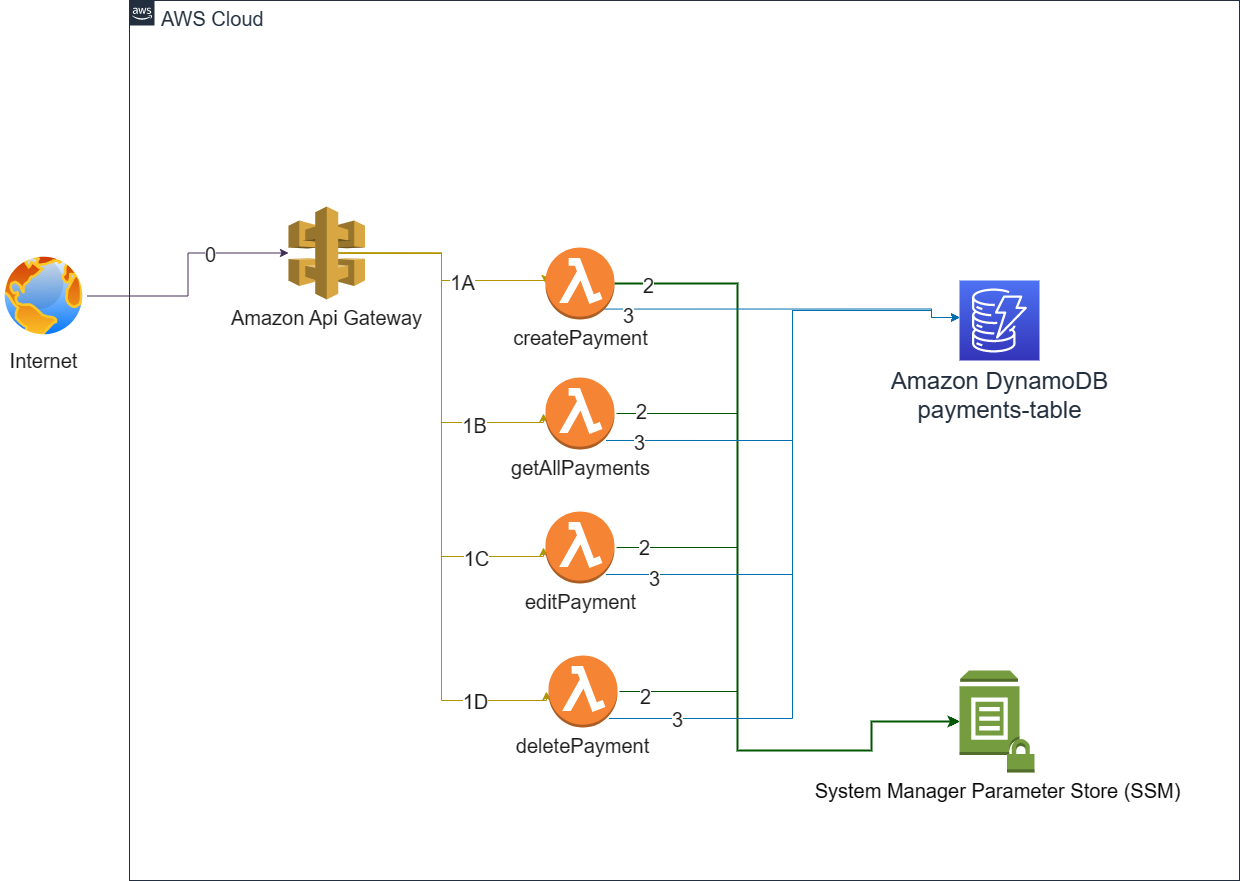 aws
AWS Cloud
0
Amazon Api Gateway
Internet
1A
2
3
createPayment
1B
2
3
getAllPayments
1C
2
3
editPayment
1D
2
3
deletePayment
Amazon DynamoDB
payments-table
System Manager Parameter Store (SSM)